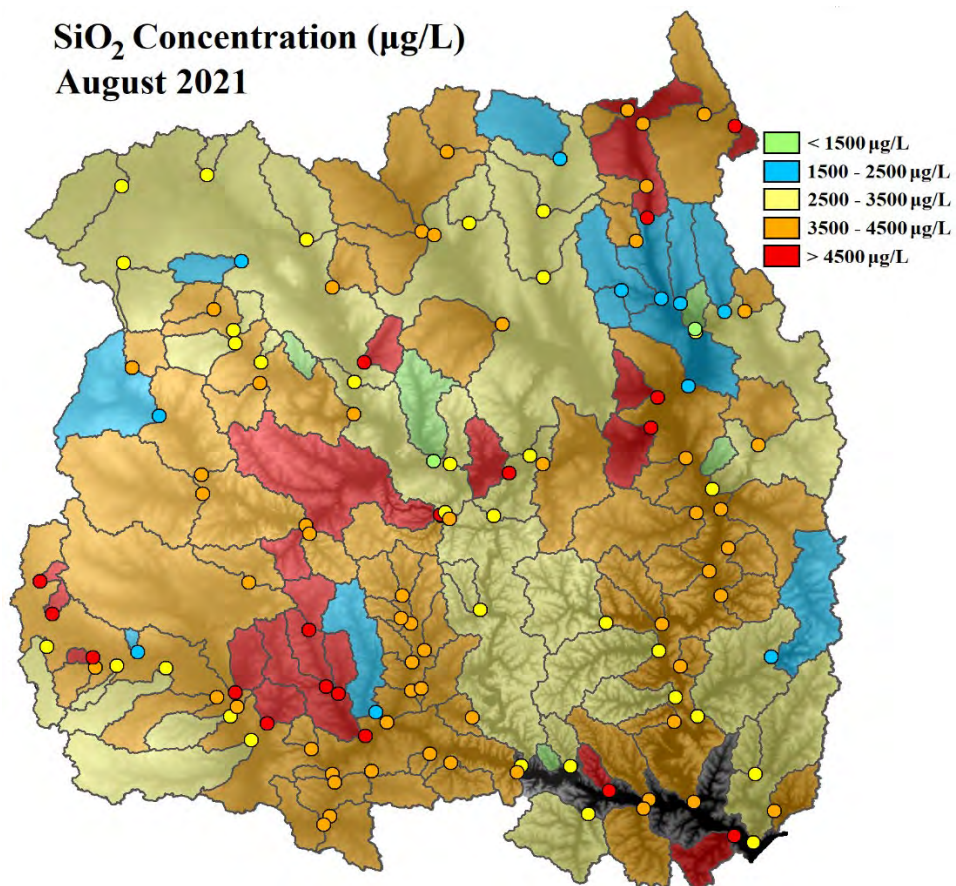 SiO₂ Concentration (µg/L)
August 2021
< 1500 µg/L
1500 - 2500 µg/L
2500 - 3500 µg/L
3500 - 4500 µg/L
> 4500 µg/L